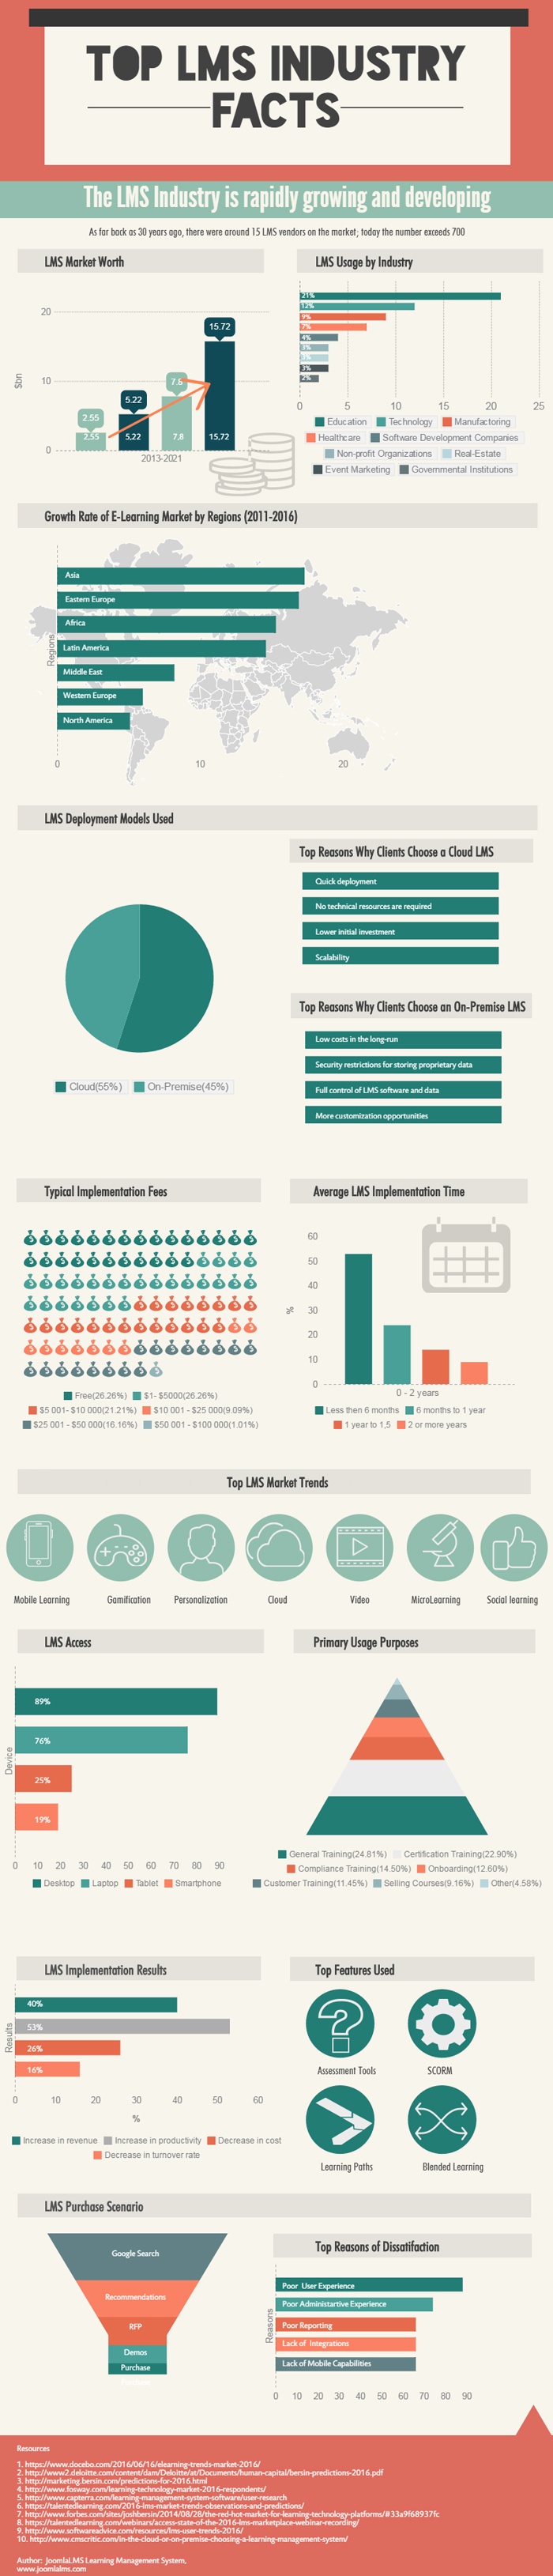 TOP LMS INDUSTRY
FACTS
The LMS Industry is rapidly growing and developing
As far back as 30 years ago, there were around 15 LMS vendors on the market; today the number exceeds 700
LMS Market Worth
$bn
20
10
0
2.55
5.22
7.8
15.72
2,55
5,22
7,8
15,72
2013-2021
LMS Usage by Industry
21%
12%
9%
7%
4%
3%
3%
3%
2%
0 5 10 15 20 25
Education Technology Manufactoring
Healthcare Software Development Companies
Non-profit Organizations Real-Estate
Event Marketing Governmental Institutions
Growth Rate of E-Learning Market by Regions (2011-2016)
Regions
Asia
Eastern Europe
Africa
Latin America
Middle East
Western Europe
North America
0 10 20
LMS Deployment Models Used
Cloud(55%) On-Premise(45%)
Top Reasons Why Clients Choose a Cloud LMS
Quick deployment
No technical resources are required
Lower initial investment
Scalability
Top Reasons Why Clients Choose an On-Premise LMS
Low costs in the long-run
Security restrictions for storing proprietary data
Full control of LMS software and data
More customization opportunities
Typical Implementation Fees
Free(26.26%) $1- $5000(26.26%)
$5 001- $10 000(21.21%) $10 001 - $25 000(9.09%)
$25 001 - $50 000(16.16%) $50 001 - $100 000(1.01%)
Average LMS Implementation Time
%
60
50
40
30
20
10
0
0 - 2 years
Less then 6 months 6 months to 1 year
1 year to 1,5 2 or more years
Top LMS Market Trends
Mobile Learning Gamification Personalization Cloud Video MicroLearning Social learning
LMS Access
Device
89%
76%
25%
19%
0 10 20 30 40 50 60 70 80 90
Desktop Laptop Tablet Smartphone
Primary Usage Purposes
General Training(24.81%) Certification Training(22.90%)
Compliance Training(14.50%) Onboarding(12.60%)
Customer Training(11.45%) Selling Courses(9.16%) Other(4.58%)
LMS Implementation Results
Results
40%
53%
26%
16%
0 10 20 30 40 50 60
%
Increase in revenue Increase in productivity Decrease in cost
Decrease in turnover rate
Top Features Used
Assessment Tools SCORM
Learning Paths Blended Learning
LMS Purchase Scenario
Google Search
Recommendations
RFP
Demos
Purchase
Top Reasons of Dissatifaction
Reasons
Poor User Experience
Poor Administartive Experience
Poor Reporting
Lack of Integrations
Lack of Mobile Capabilities
0 10 20 30 40 50 60 70 80 90
Resources
1. https://www.docebo.com/2016/06/16/elearning-trends-market-2016/
2. http://www2.deloitte.com/content/dam/Deloitte/at/Documents/human-capital/bersin-predictions-2016.pdf
3. http://marketing.bersin.com/predictions-for-2016.html
4. http://www.fosway.com/learning-technology-market-2016-respondents/
5. http://www.capterra.com/learning-management-system-software/user-research
6. https://talentedlearning.com/2016-lms-market-trends-observations-and-predictions/
7. http://www.forbes.com/sites/joshbersin/2014/08/28/the-red-hot-market-for-learning-technology-platforms/#33a9f68937fc
8. https://talentedlearning.com/webinars/access-state-of-the-2016-lms-marketplace-webinar-recording/
9. http://www.softwareadvice.com/resources/lms-user-trends-2016/
10. http://www.cmscritic.com/in-the-cloud-or-on-premise-choosing-a-learning-management-system/
Author: JoomlaLMS Learning Management System,
www.joomlalms.com